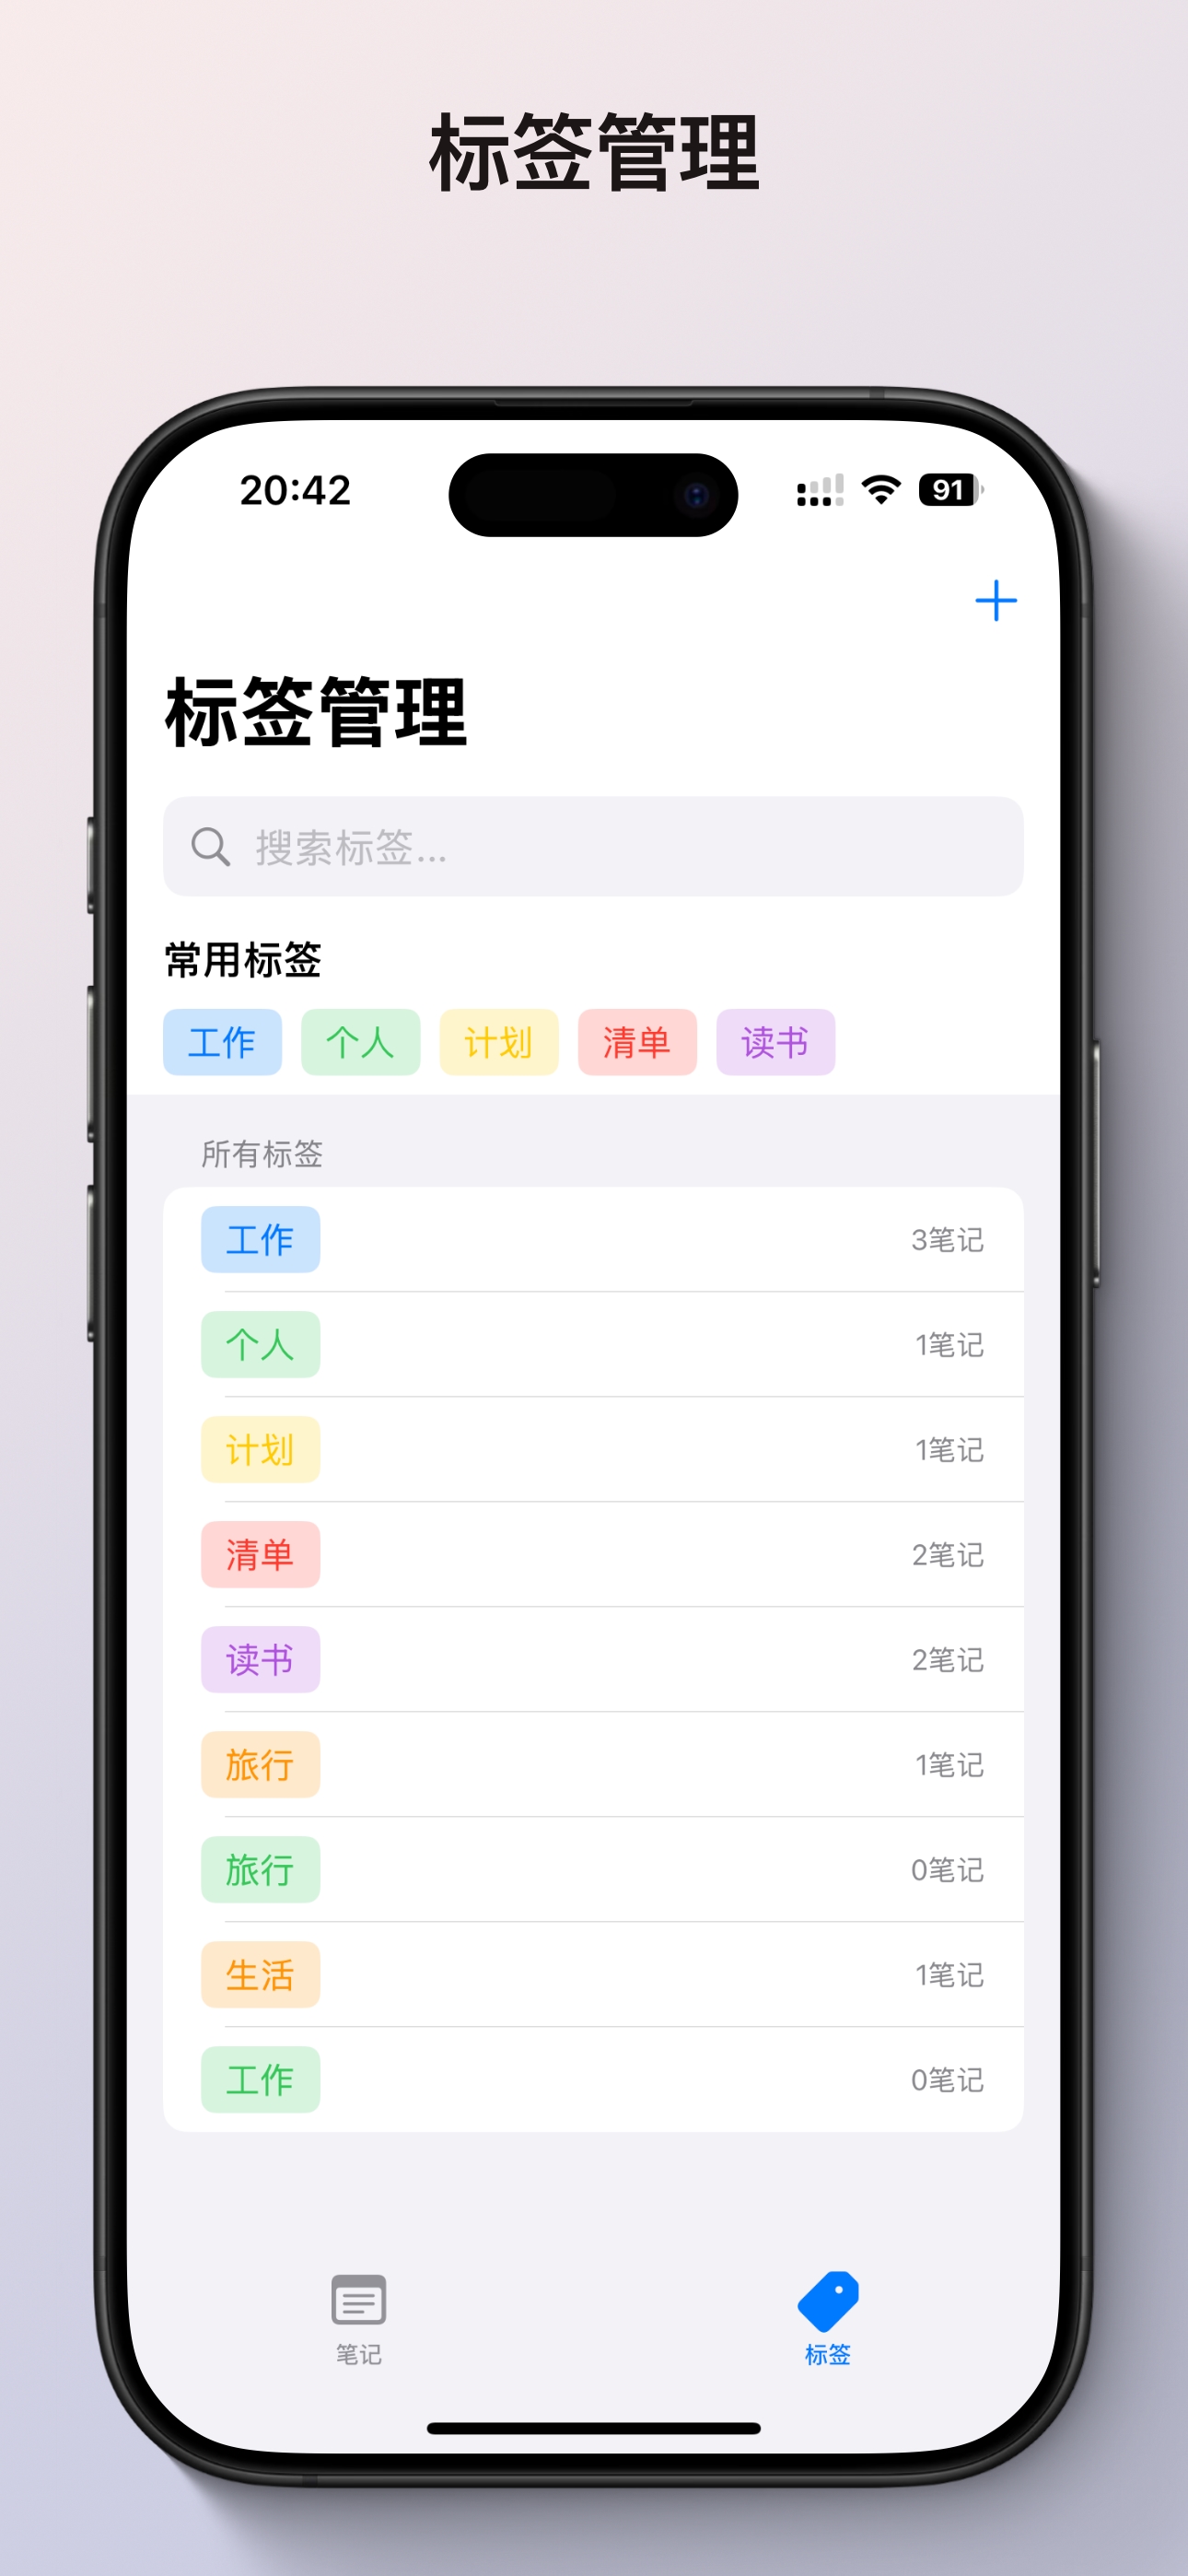 标签管理
20:42
91
标签管理
搜索标签...
常用标签
工作 个人 计划 清单 读书
所有标签
工作 3笔记
个人 1笔记
计划 1笔记
清单 2笔记
读书 2笔记
旅行 1笔记
旅行 0笔记
生活 1笔记
工作 0笔记
笔记 标签